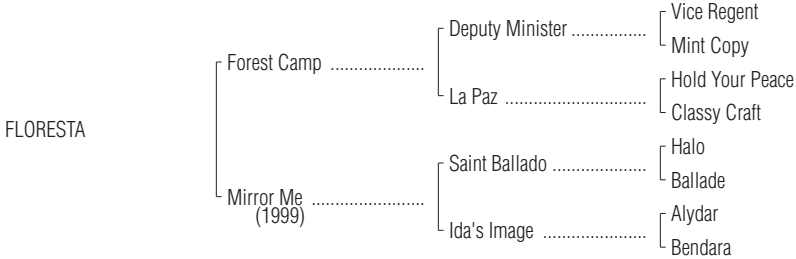 Vice Regent
Deputy Minister ................
Mint Copy
Forest Camp ....................
Hold Your Peace
La Paz ..............................
Classy Craft
FLORESTA
Halo
Saint Ballado ....................
Ballade
Mirror Me ........................
(1999)
Alydar
Ida's Image ......................
Bendara